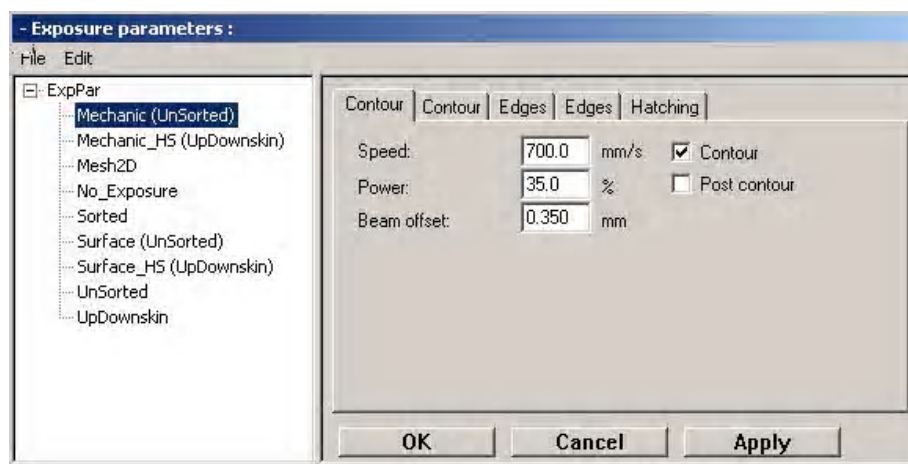 - Exposure parameters :
File Edit
ExpPar
Mechanic (UnSorted)
Mechanic_HS (UpDownskin)
Mesh2D
No_Exposure
Sorted
Surface (UnSorted)
Surface_HS (UpDownskin)
UnSorted
UpDownskin
Contour Contour Edges Edges Hatching
Speed: 700.0 mm/s Contour
Power: 35.0 % Post contour
Beam offset: 0.350 mm
OK Cancel Apply